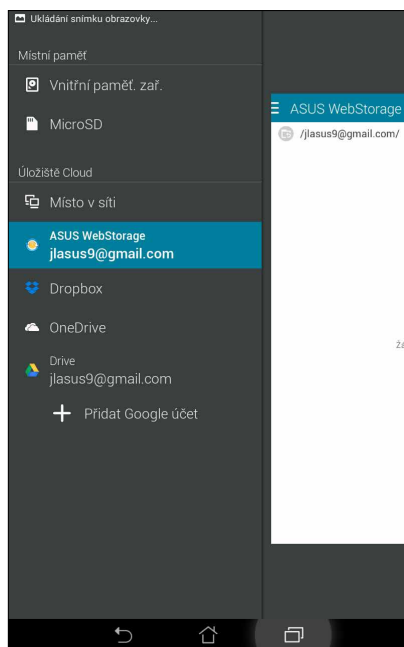 Ukládání snímku obrazovky...
Místní paměť
Vnitřní paměť. zař.
MicroSD
Úložiště Cloud
Místo v síti
ASUS WebStorage
jlasus9@gmail.com
Dropbox
OneDrive
Drive
jlasus9@gmail.com
Přidat Google účet
ASUS WebStorage
/jlasus9@gmail.com/